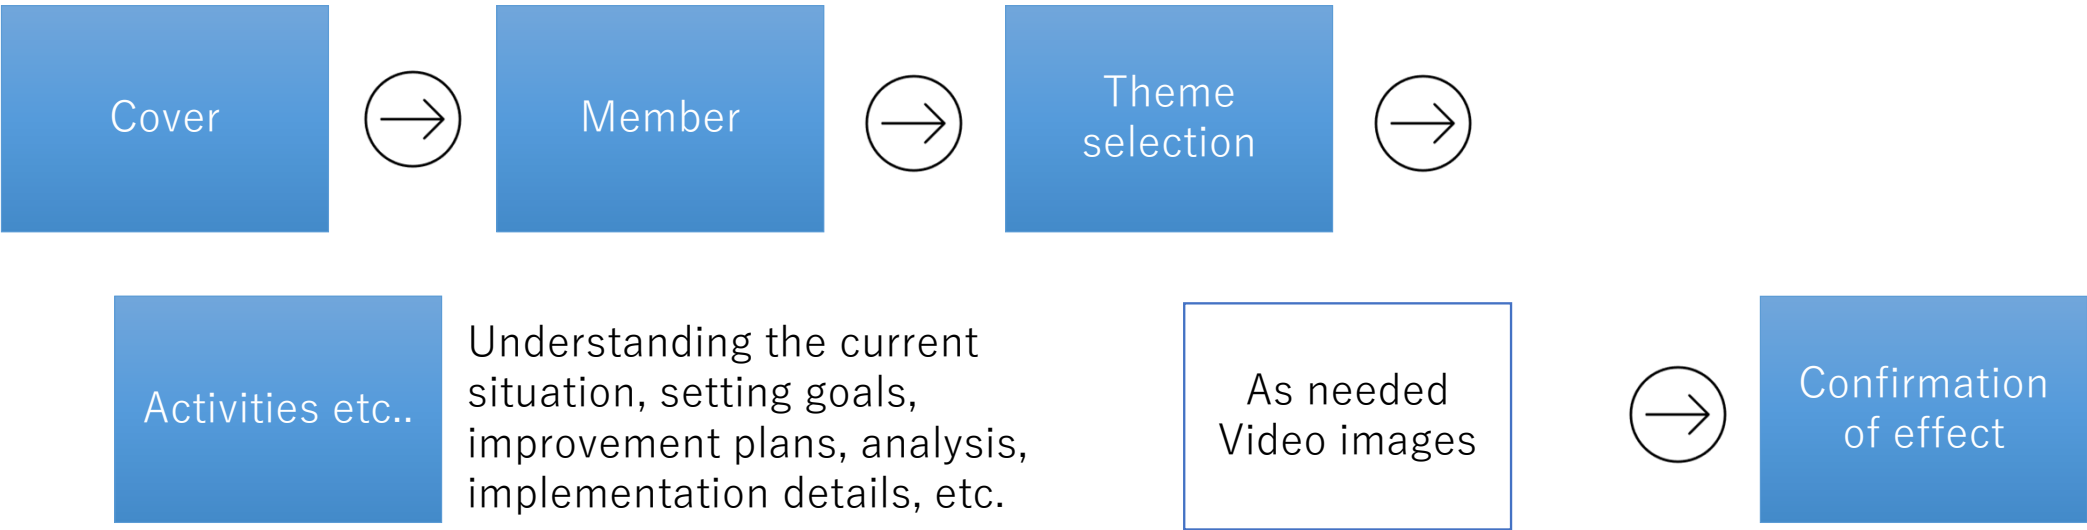 Cover
Member
Theme
selection
Activities etc..
Understanding the current
situation, setting goals,
improvement plans, analysis,
implementation details, etc.
As needed
Video images
Confirmation
of effect